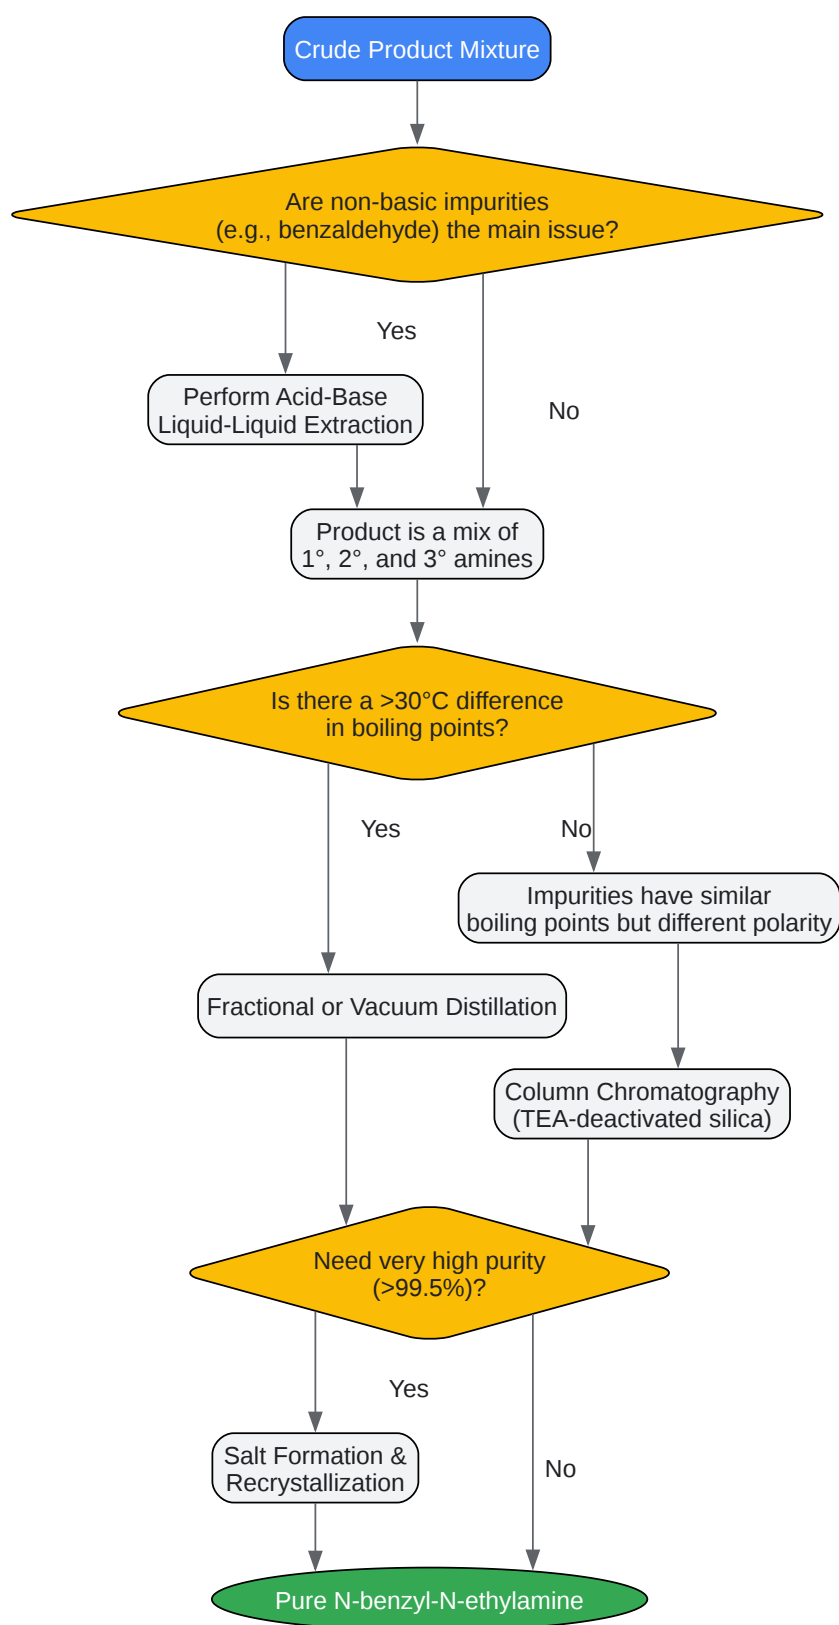 Crude Product Mixture
Are non-basic impurities
(e.g., benzaldehyde) the main issue?
Yes
Perform Acid-Base
Liquid-Liquid Extraction
No
Product is a mix of
1°, 2°, and 3° amines
Is there a >30°C difference
in boiling points?
Yes
No
Impurities have similar
boiling points but different polarity
Fractional or Vacuum Distillation
Column Chromatography
(TEA-deactivated silica)
Need very high purity
(>99.5%)?
Yes
Salt Formation &
Recrystallization
No
Pure N-benzyl-N-ethylamine